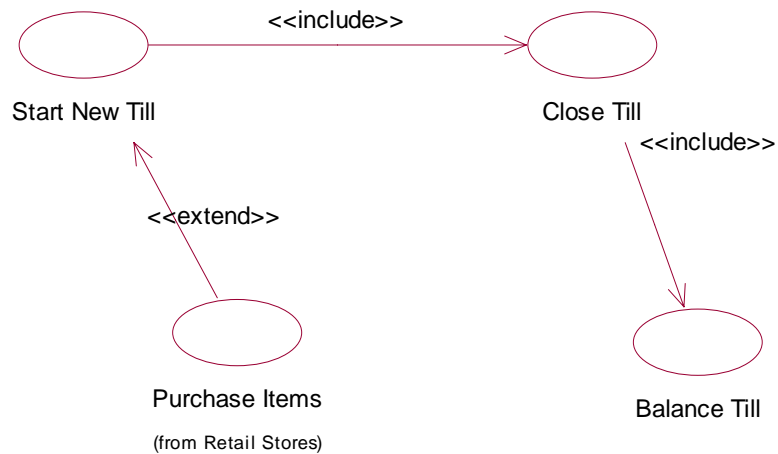 <<include>>
Start New Till
Close Till
<<include>>
<<extend>>
Purchase Items
(from Retail Stores)
Balance Till